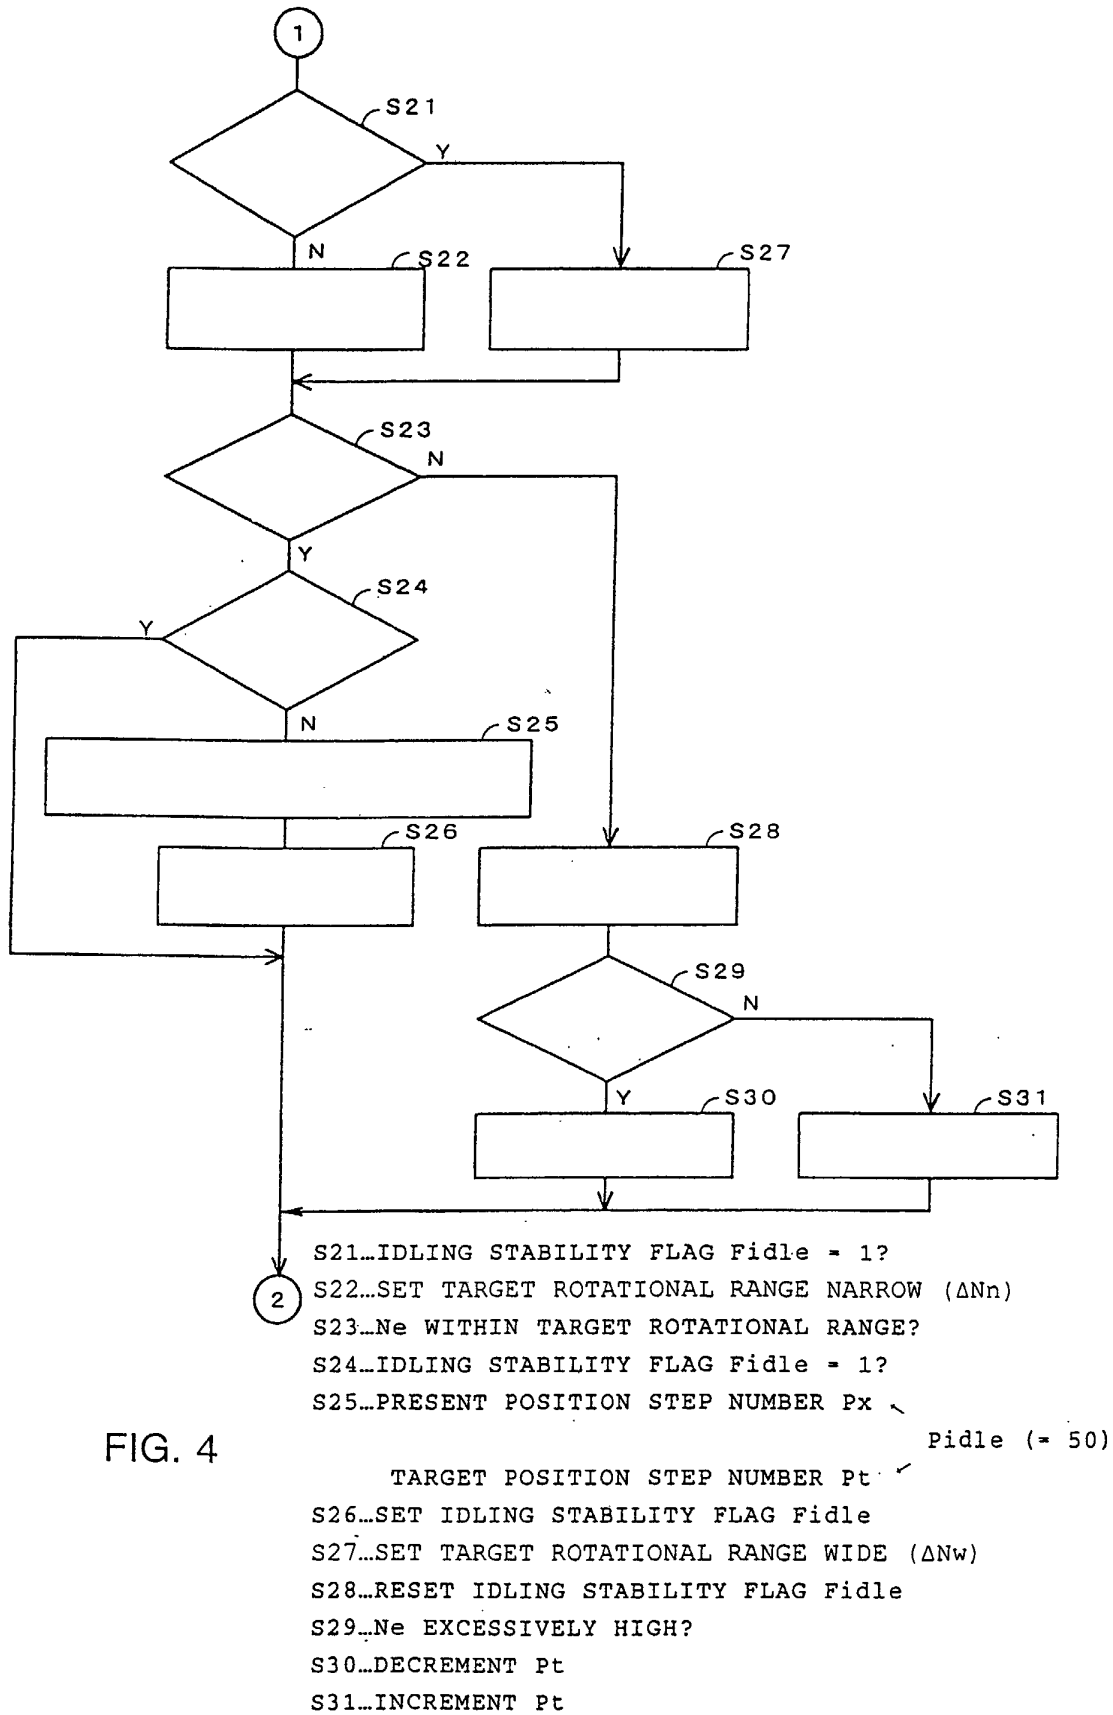 1
S21
Y
N
S22
S27
S23
N
Y
S24
Y
N
S25
S26
S28
S29
N
Y
S30
S31
2
S21…IDLING STABILITY FLAG Fidle = 1?
S22…SET TARGET ROTATIONAL RANGE NARROW (ΔNn)
S23…Ne WITHIN TARGET ROTATIONAL RANGE?
S24…IDLING STABILITY FLAG Fidle = 1?
S25…PRESENT POSITION STEP NUMBER Px
Pidle (= 50)
TARGET POSITION STEP NUMBER Pt
S26…SET IDLING STABILITY FLAG Fidle
S27…SET TARGET ROTATIONAL RANGE WIDE (ΔNw)
S28…RESET IDLING STABILITY FLAG Fidle
S29…Ne EXCESSIVELY HIGH?
S30…DECREMENT Pt
S31…INCREMENT Pt
FIG. 4